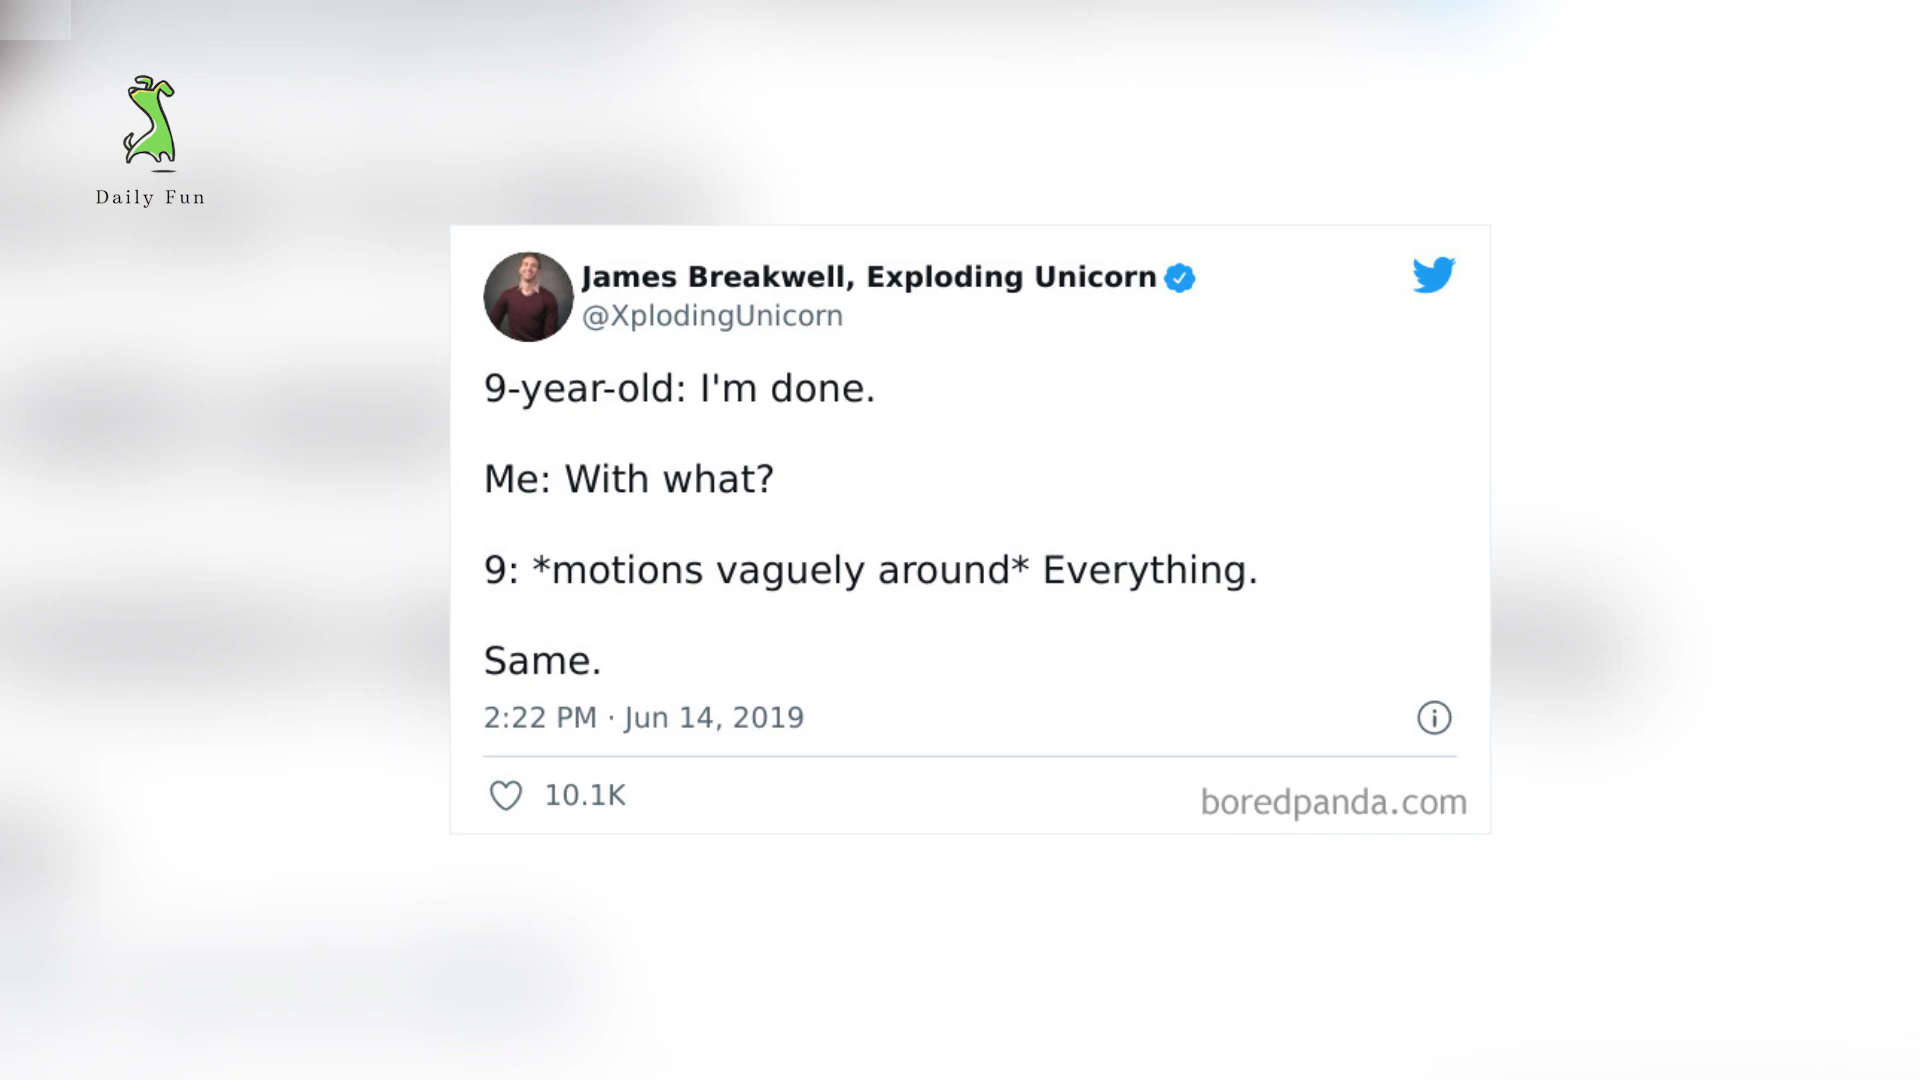 Daily Fun
James Breakwell, Exploding Unicorn
@XplodingUnicorn
9-year-old: I'm done.
Me: With what?
9: *motions vaguely around* Everything.
Same.
2:22 PM · Jun 14, 2019
10.1K
boredpanda.com